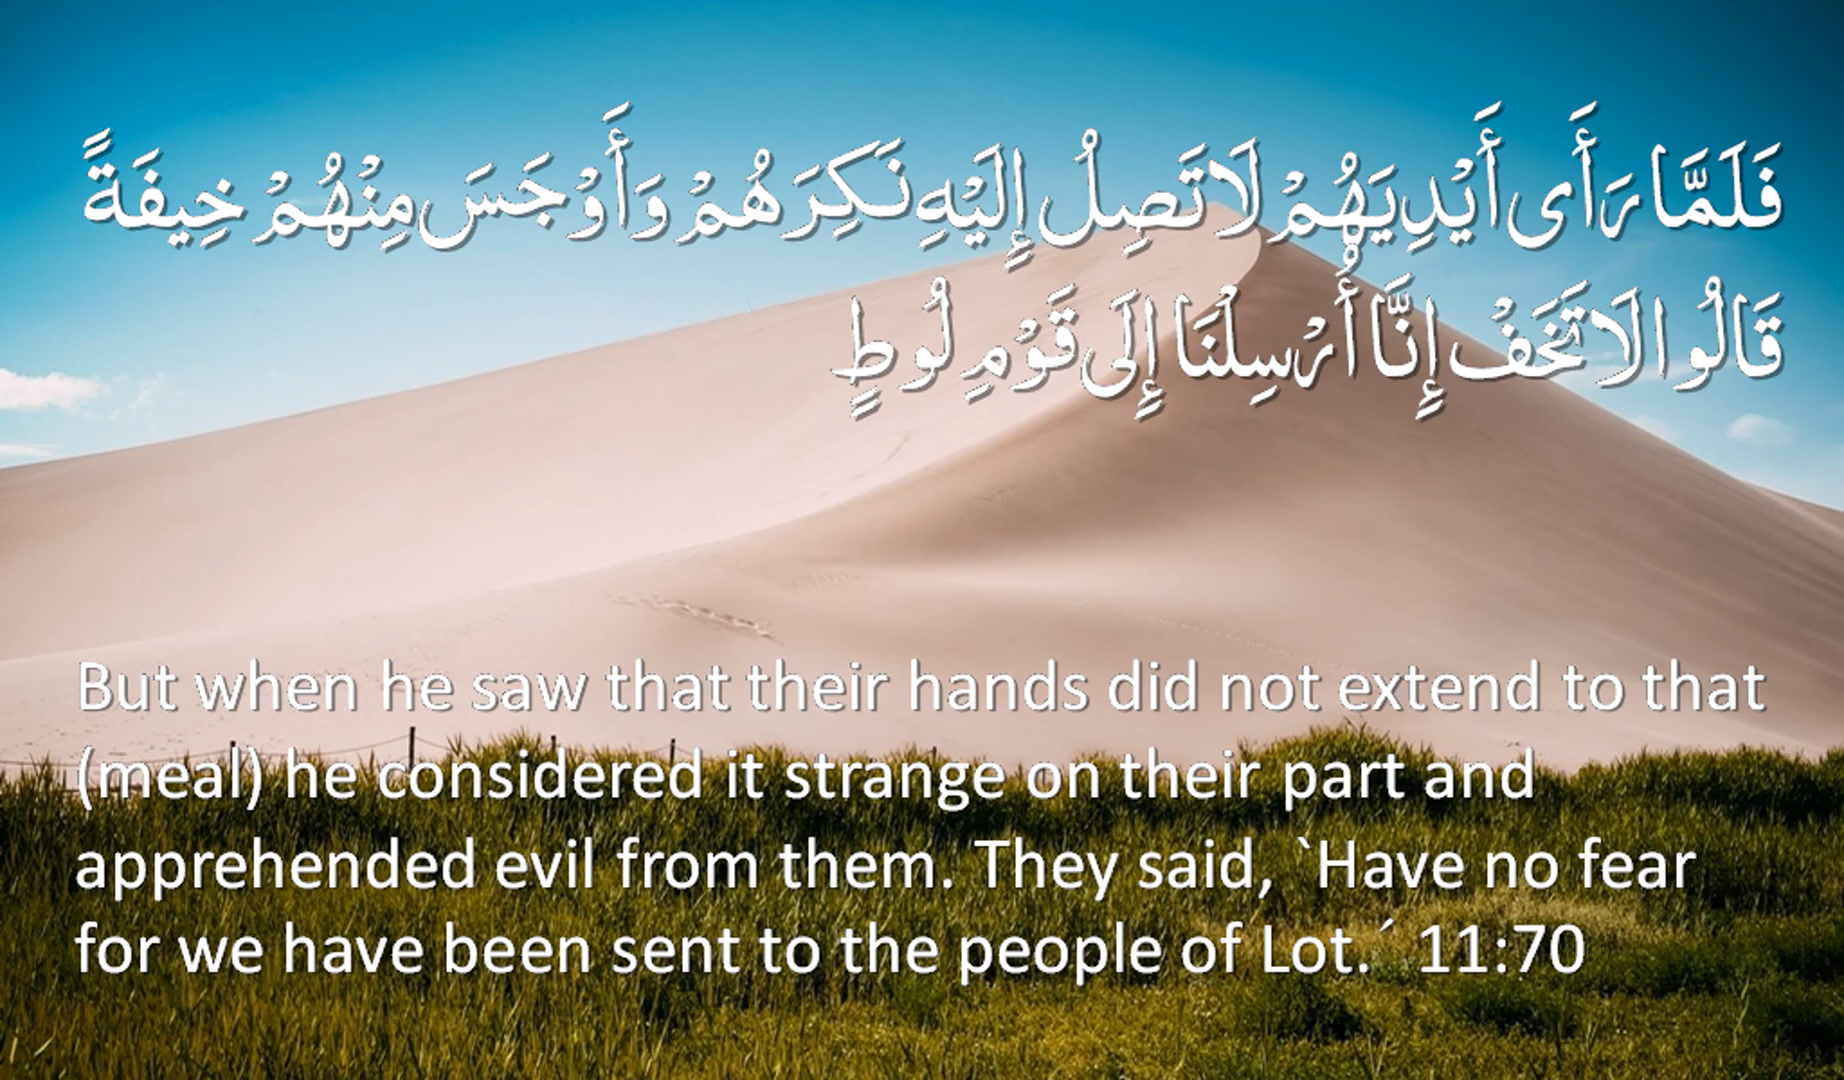 فَلَمَّا رَأَى أَيْدِيَهُمْ لَا تَصِلُ إِلَيْهِ نَكِرَهُمْ وَأَوْجَسَ مِنْهُمْ خِيفَةً
قَالُوا لَا تَخَفْ إِنَّا أُرْسِلْنَا إِلَى قَوْمِ لُوطٍ
But when he saw that their hands did not extend to that
(meal) he considered it strange on their part and
apprehended evil from them. They said, `Have no fear
for we have been sent to the people of Lot.´ 11:70